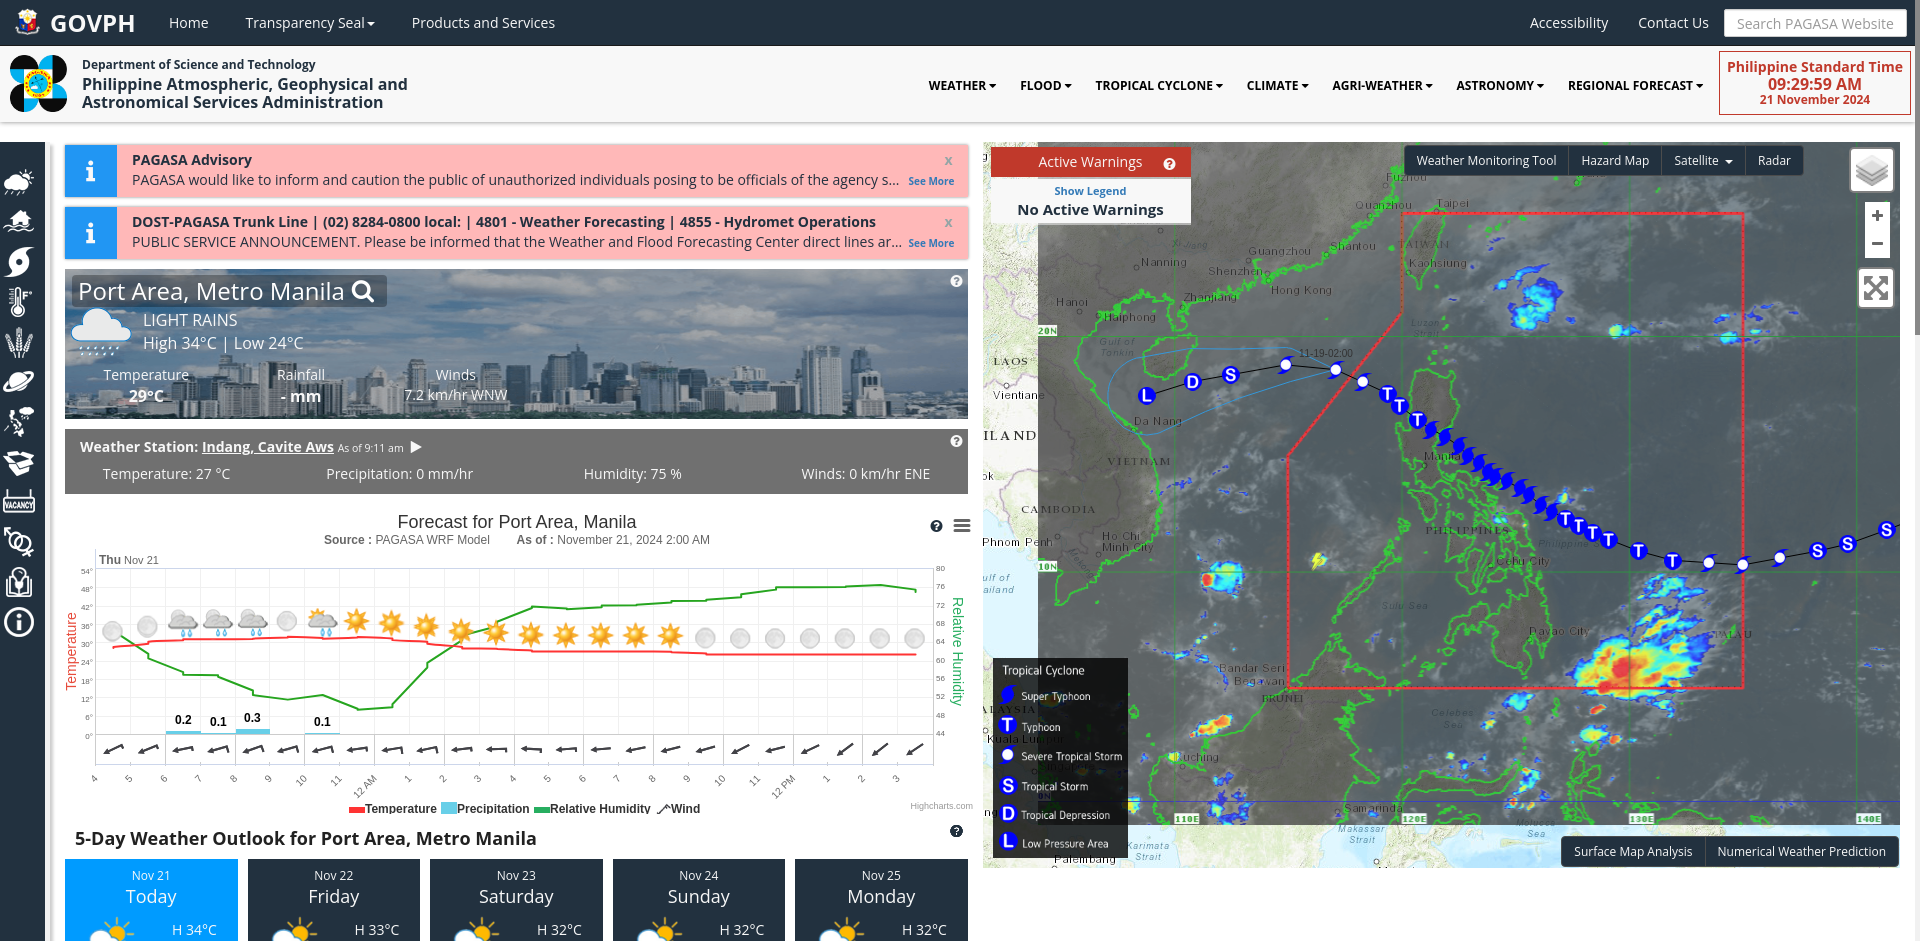 GOVPH
Home
Transparency Seal
Products and Services
Accessibility
Contact Us
Search PAGASA Website
Department of Science and Technology
Philippine Atmospheric, Geophysical and
Astronomical Services Administration
WEATHER
FLOOD
TROPICAL CYCLONE
CLIMATE
AGRI-WEATHER
ASTRONOMY
REGIONAL FORECAST
Philippine Standard Time
09:29:59 AM
21 November 2024
PAGASA Advisory
x
PAGASA would like to inform and caution the public of unauthorized individuals posing to be officials of the agency s...
See More
DOST-PAGASA Trunk Line | (02) 8284-0800 local: | 4801 - Weather Forecasting | 4855 - Hydromet Operations
x
PUBLIC SERVICE ANNOUNCEMENT. Please be informed that the Weather and Flood Forecasting Center direct lines ar...
See More
Port Area, Metro Manila
LIGHT RAINS
High 34°C | Low 24°C
Temperature
29°C
Rainfall
- mm
Winds
7.2 km/hr WNW
VACANCY
Weather Station: Indang, Cavite Aws As of 9:11 am
Temperature: 27 °C
Precipitation: 0 mm/hr
Humidity: 75 %
Winds: 0 km/hr ENE
Forecast for Port Area, Manila
Source : PAGASA WRF Model As of : November 21, 2024 2:00 AM
Thu Nov 21
54°
48°
42°
36°
30°
24°
18°
12°
6°
0°
Temperature
80
76
72
68
64
60
56
52
48
44
Relative Humidity
0.2
0.1
0.3
0.1
4 5 6 7 8 9 10 11 12 AM 1 2 3 4 5 6 7 8 9 10 11 12 PM 1 2 3
Temperature Precipitation Relative Humidity Wind
Highcharts.com
5-Day Weather Outlook for Port Area, Metro Manila
Nov 21
Today
H 34°C
Nov 22
Friday
H 33°C
Nov 23
Saturday
H 32°C
Nov 24
Sunday
H 32°C
Nov 25
Monday
H 32°C
Active Warnings
Show Legend
No Active Warnings
Weather Monitoring Tool
Hazard Map
Satellite
Radar
+
−
Fuzhou
Quanzhou
Taipei
Guangzhou
Shantou
TAIWAN
Nanning
Shenzhen
Kaohsiung
Hanoi
Zhanjiang
Hong Kong
Haiphong
20N
Luzon
Strait
Gulf of
Tonkin
11-19-02:00
LAOS
Vientiane
L
D
S
T
T
T
Da Nang
ILAND
VIETNAM
Manila
ok
CAMBODIA
T
T
T
T
T
T
S
S
S
PHILIPPINES
Philippine
Phnom Penh
Ho Chi
Minh City
10N
Cebu City
ulf of
ailand
Sulu Sea
Davao City
PALAU
Bandar Seri
Begawan
BRUNEI
ALAYSIA
Kuala Lumpur
Celebes
Sea
Kuching
Samarinda
110E
120E
130E
140E
Makassar
Strait
Molucca
Sea
Karimata
Strait
Palembang
Tropical Cyclone
Super Typhoon
T Typhoon
Severe Tropical Storm
S Tropical Storm
D Tropical Depression
L Low Pressure Area
Surface Map Analysis
Numerical Weather Prediction